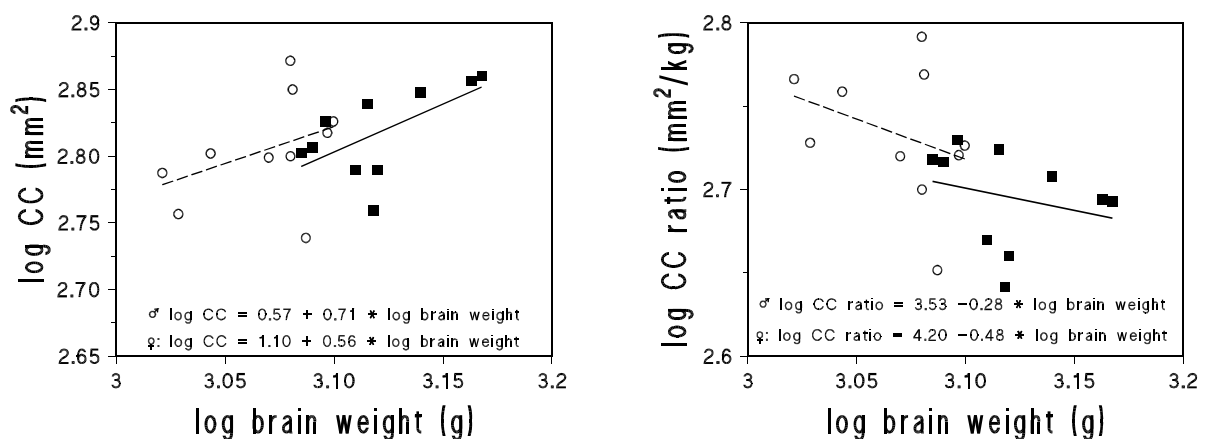 2.9
2.85
2.80
2.75
2.70
2.65
log CC (mm²)
♂ log CC = 0.57 + 0.71 * log brain weight
♀: log CC = 1.10 + 0.56 * log brain weight
3 3.05 3.10 3.15 3.2
log brain weight (g)
2.8
2.7
2.6
log CC ratio (mm²/kg)
♂ log CC ratio = 3.53 −0.28 * log brain weight
♀: log CC ratio = 4.20 −0.48 * log brain weight
3 3.05 3.10 3.15 3.2
log brain weight (g)